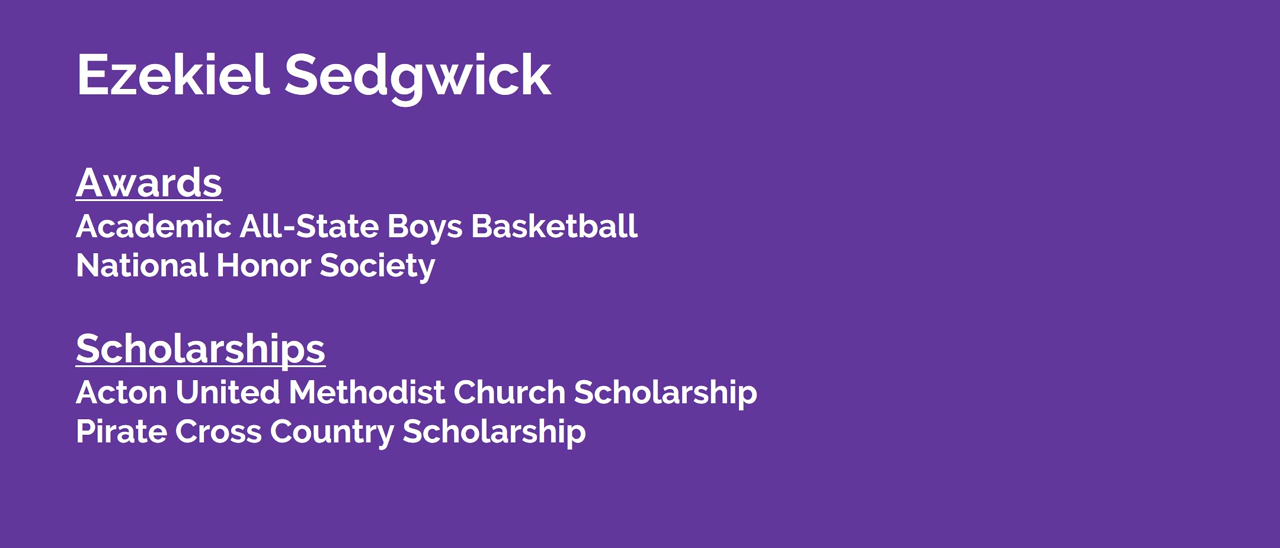 Ezekiel Sedgwick
Awards
Academic All-State Boys Basketball
National Honor Society
Scholarships
Acton United Methodist Church Scholarship
Pirate Cross Country Scholarship